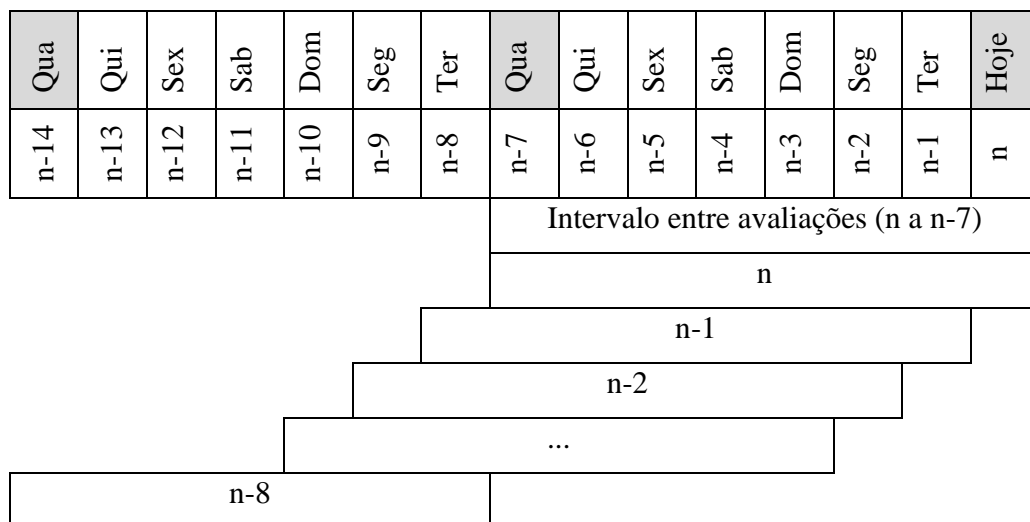 Qua Qui Sex Sab Dom Seg Ter Qua Qui Sex Sab Dom Seg Ter Hoje
n-14 n-13 n-12 n-11 n-10 n-9 n-8 n-7 n-6 n-5 n-4 n-3 n-2 n-1 n
Intervalo entre avaliações (n a n-7)
n
n-1
n-2
...
n-8